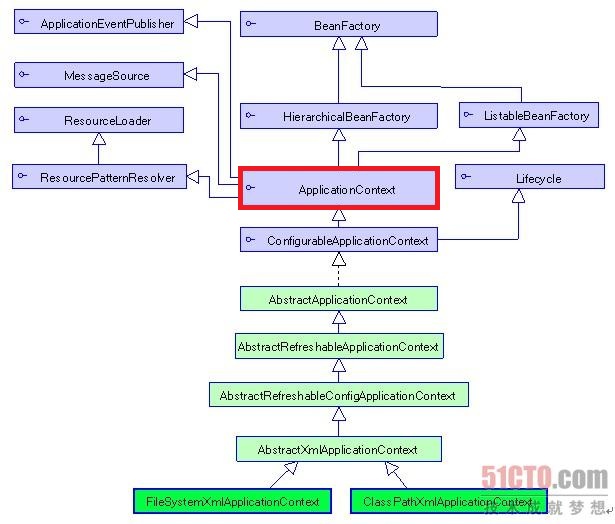 ApplicationEventPublisher
BeanFactory
MessageSource
ResourceLoader
HierarchicalBeanFactory
ListableBeanFactory
ResourcePatternResolver
ApplicationContext
Lifecycle
ConfigurableApplicationContext
AbstractApplicationContext
AbstractRefreshableApplicationContext
AbstractRefreshableConfigApplicationContext
AbstractXmlApplicationContext
51CTO.com
FileSystemXmlApplicationContext
ClassPathXmlApplicationContext
技术成就梦想